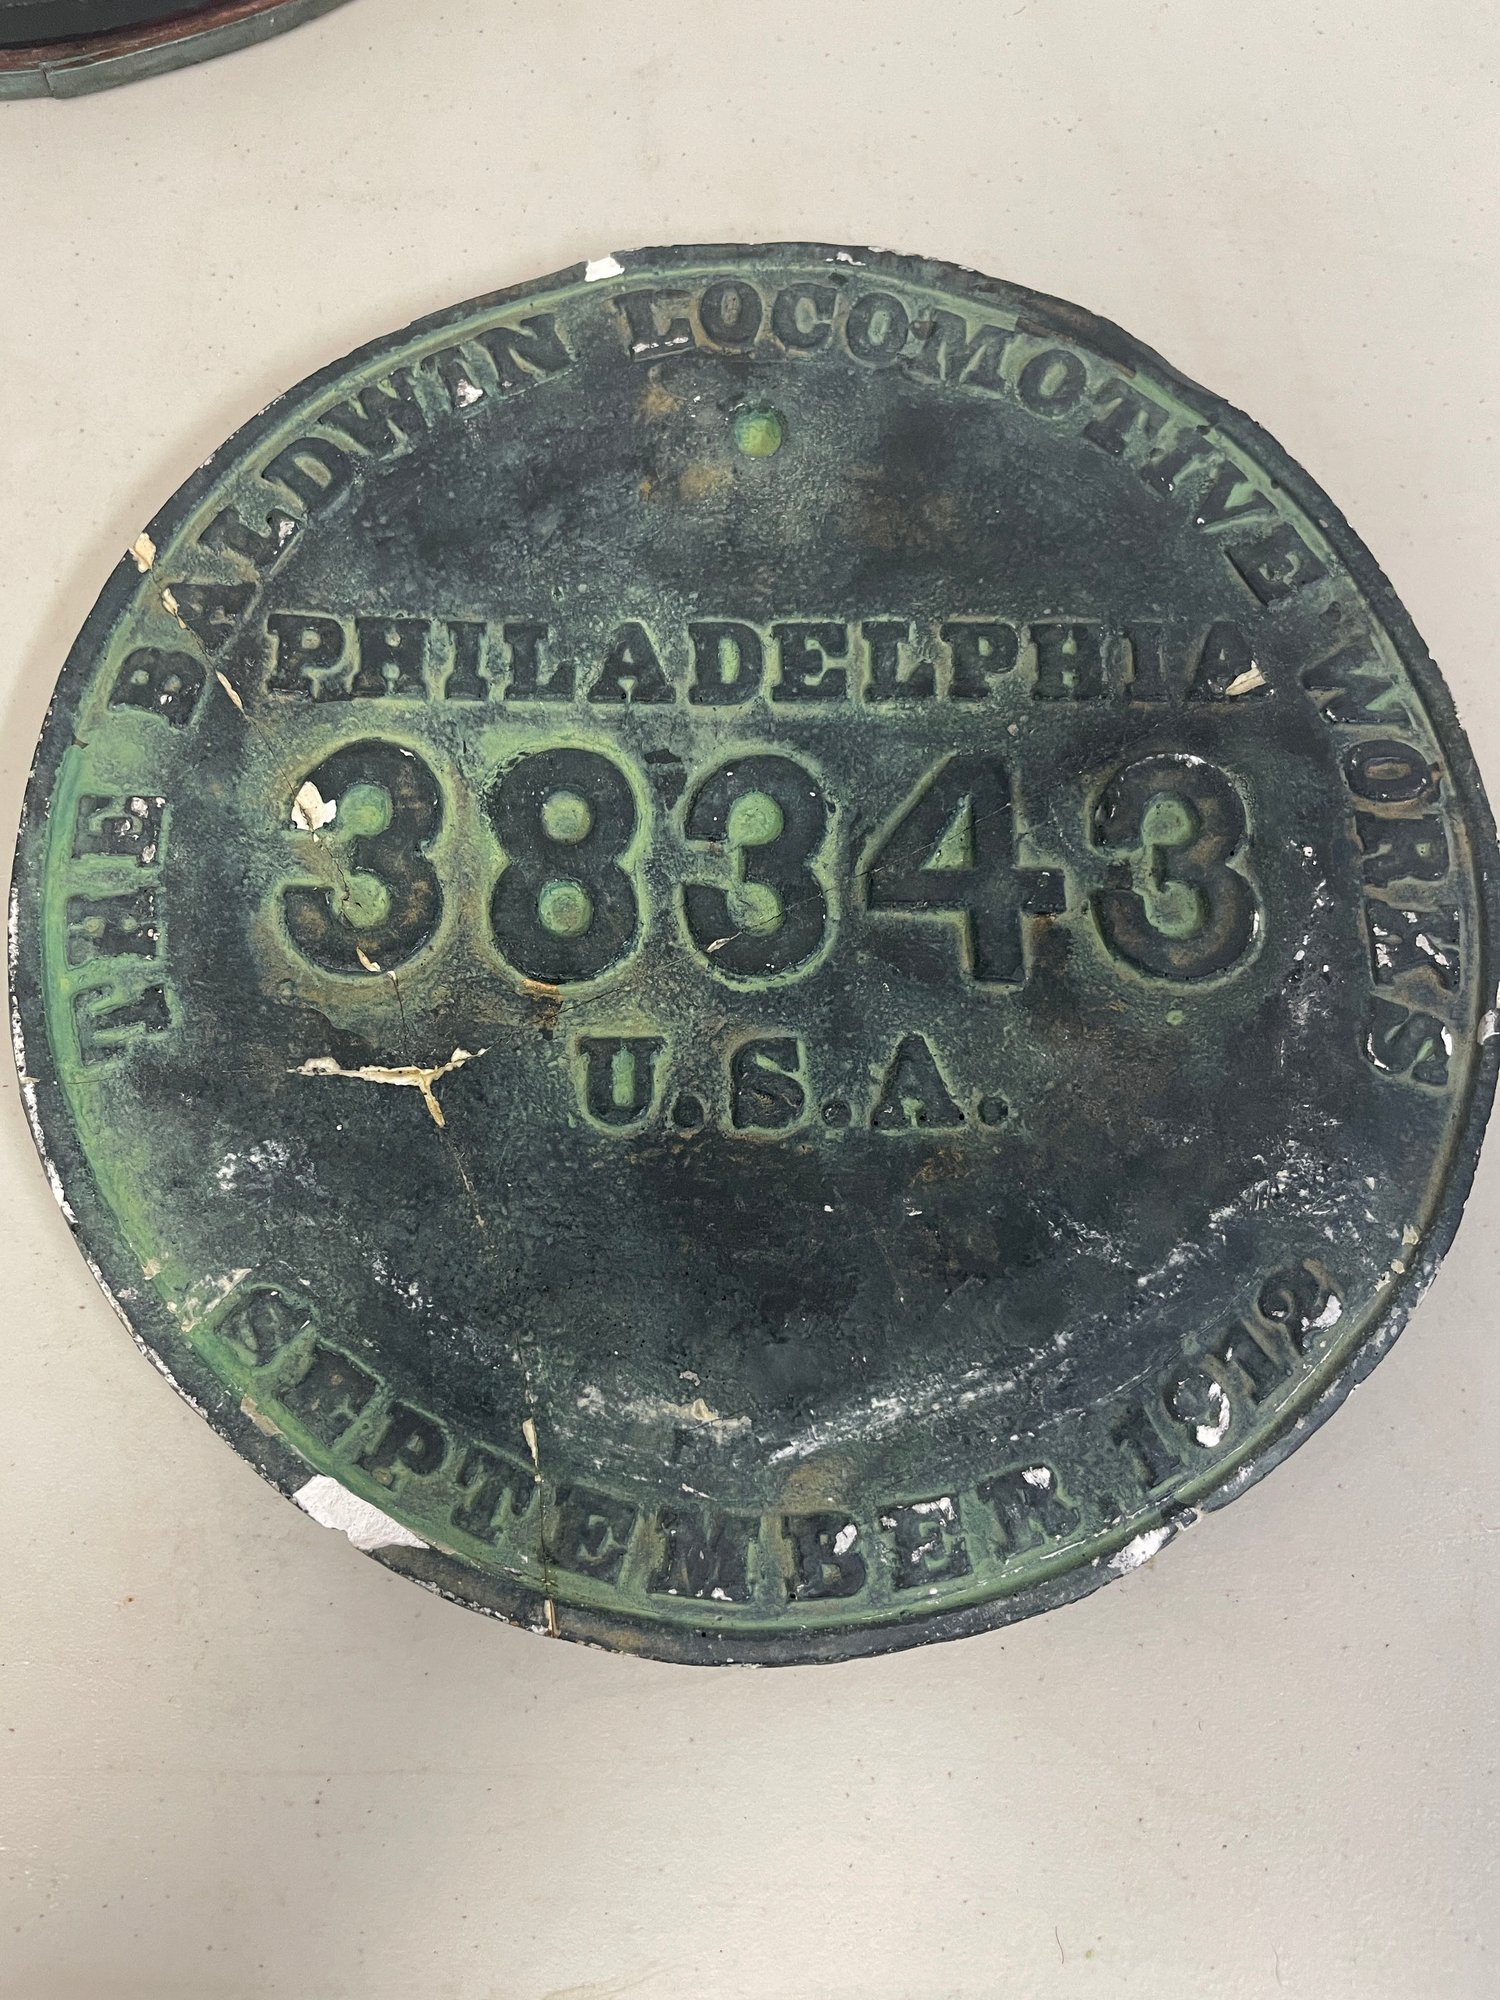 THE BALDWIN LOCOMOTIVE WORKS
PHILADELPHIA
38343
U.S.A.
SEPTEMBER 1912